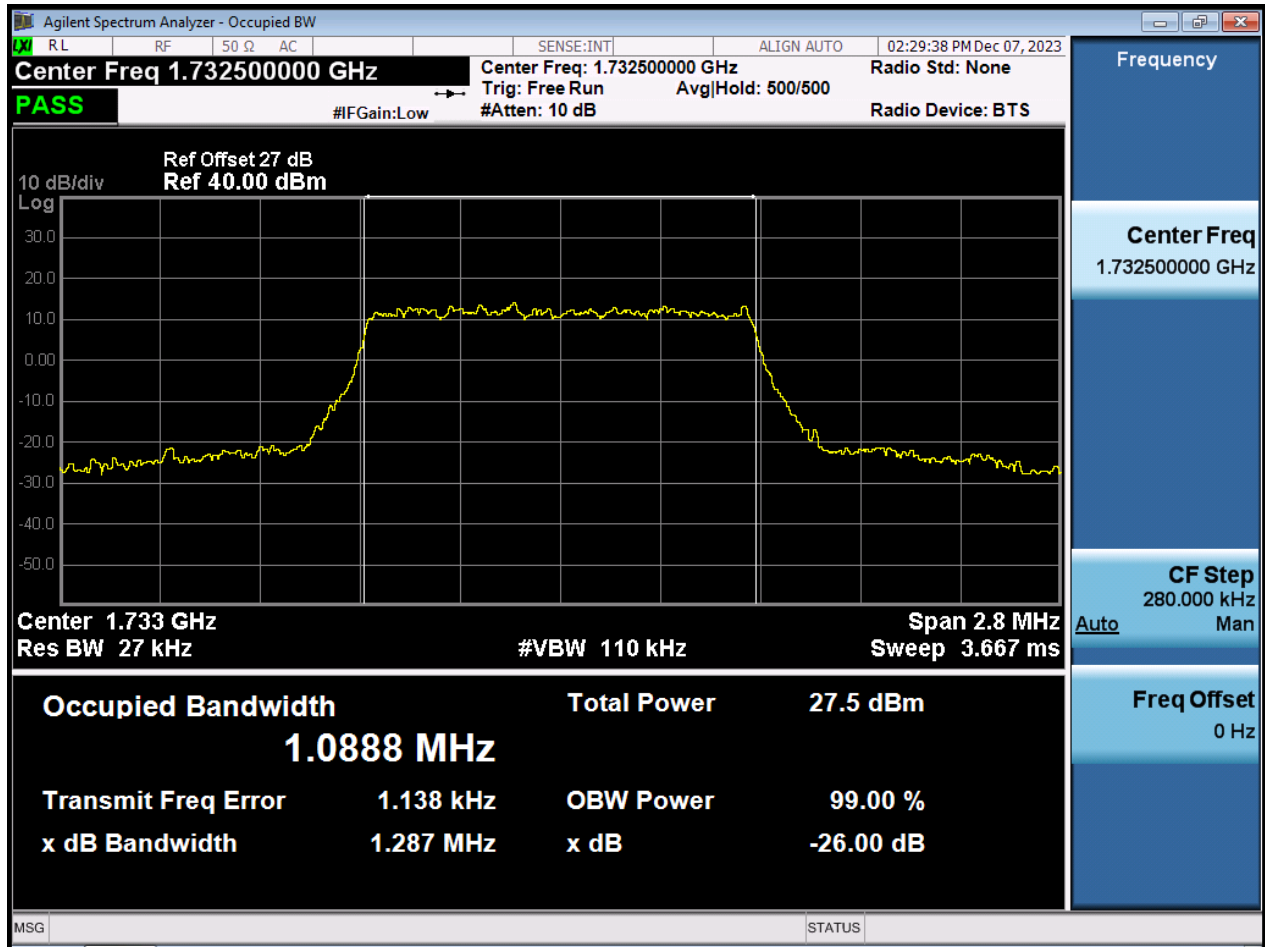 Agilent Spectrum Analyzer - Occupied BW
LXI RL RF 50 Ω AC SENSE:INT ALIGN AUTO 02:29:38 PM Dec 07, 2023
Center Freq 1.732500000 GHz
PASS
#IFGain:Low
Center Freq: 1.732500000 GHz
Trig: Free Run Avg|Hold: 500/500
#Atten: 10 dB
Radio Std: None
Radio Device: BTS
Ref Offset 27 dB
10 dB/div Ref 40.00 dBm
Log
30.0
20.0
10.0
0.00
-10.0
-20.0
-30.0
-40.0
-50.0
Center 1.733 GHz Span 2.8 MHz
Res BW 27 kHz #VBW 110 kHz Sweep 3.667 ms
Occupied Bandwidth Total Power 27.5 dBm
1.0888 MHz
Transmit Freq Error 1.138 kHz OBW Power 99.00 %
x dB Bandwidth 1.287 MHz x dB -26.00 dB
MSG STATUS
Frequency
Center Freq
1.732500000 GHz
CF Step
280.000 kHz
Auto Man
Freq Offset
0 Hz